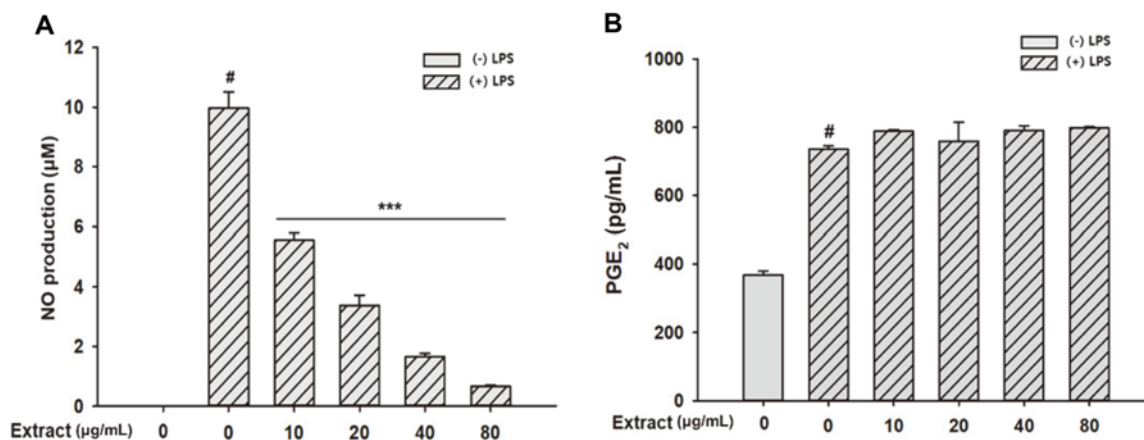 A
(-) LPS
(+) LPS
NO production (µM)
12
10
8
6
4
2
0
#
***
Extract (µg/mL) 0 0 10 20 40 80
B
(-) LPS
(+) LPS
PGE₂ (pg/mL)
1000
800
600
400
200
0
#
Extract (µg/mL) 0 0 10 20 40 80